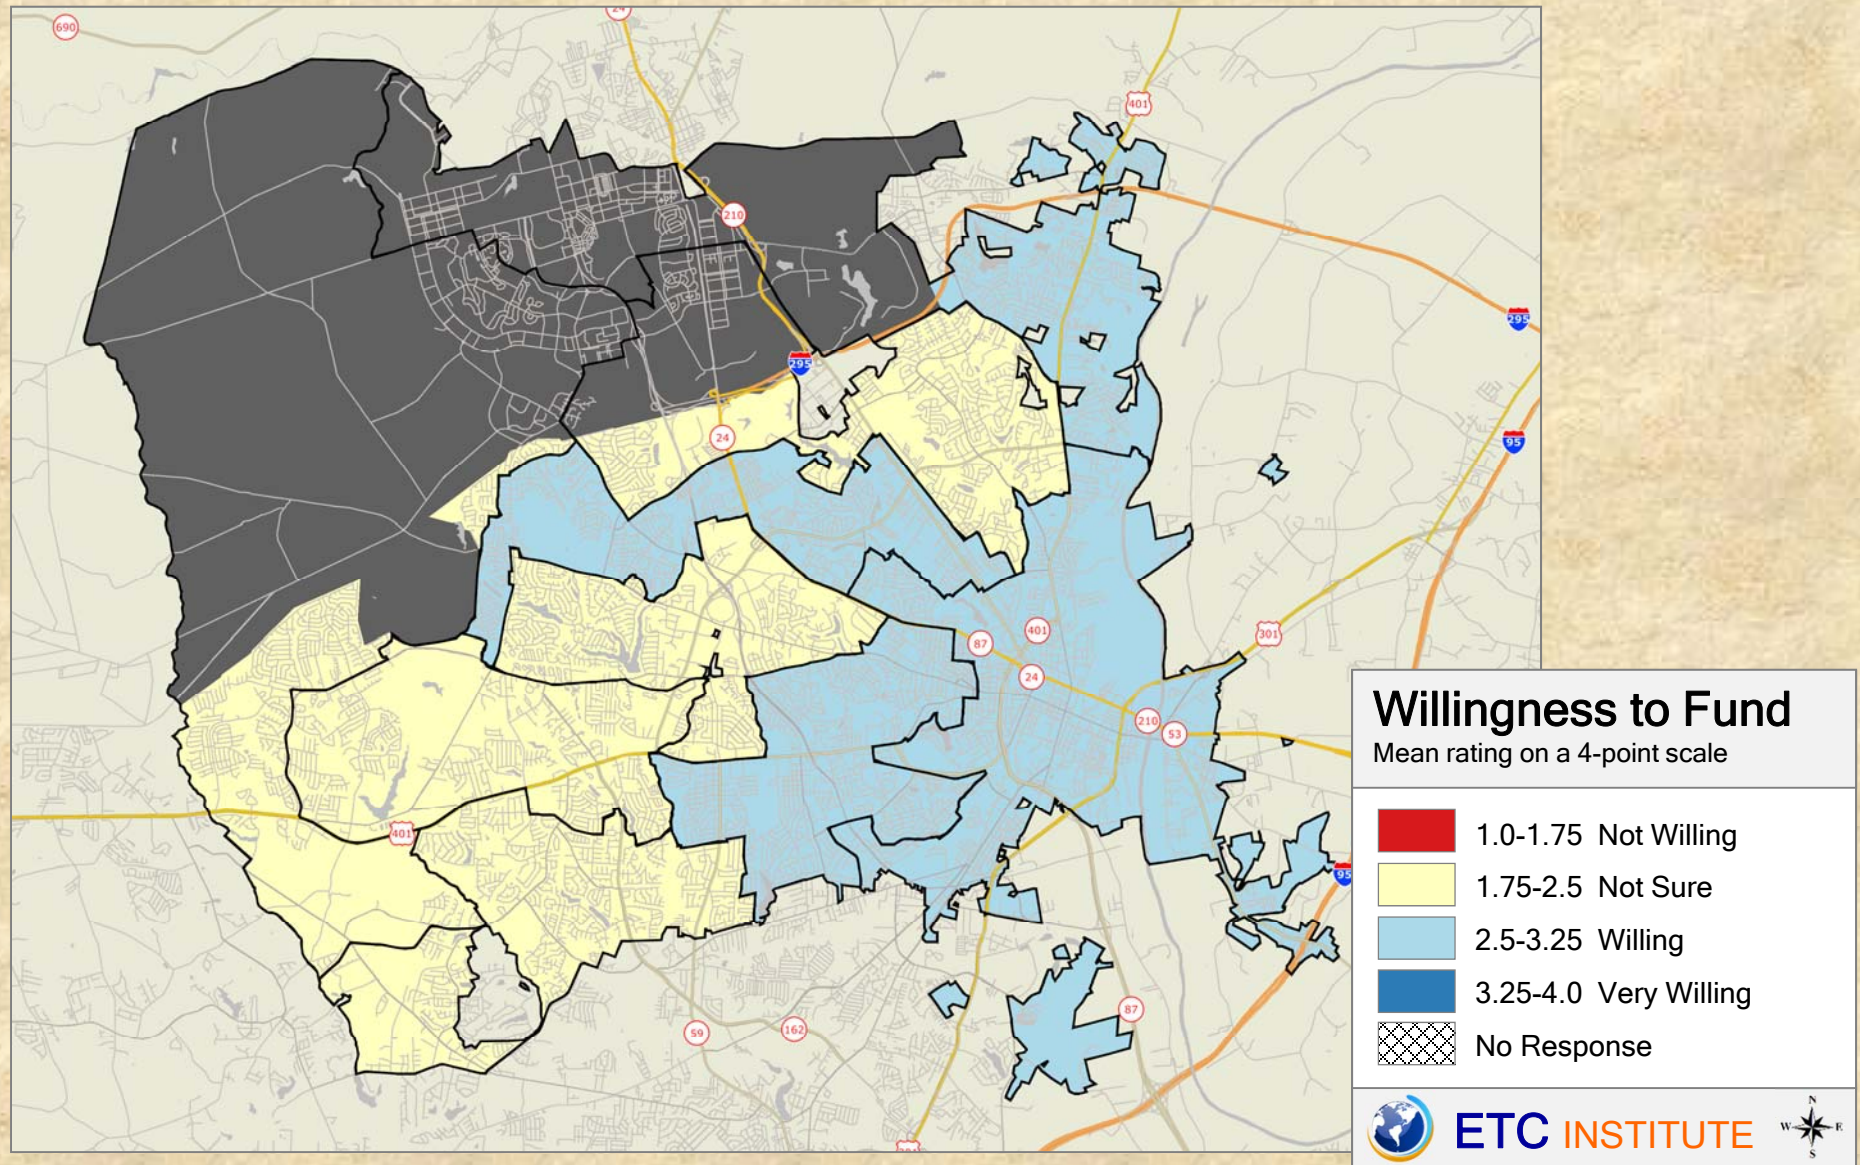 690
24
401
210
295
295
24
95
301
87
401
24
210
53
401
95
59
162
87
Willingness to Fund
Mean rating on a 4-point scale
1.0-1.75 Not Willing
1.75-2.5 Not Sure
2.5-3.25 Willing
3.25-4.0 Very Willing
No Response
ETC INSTITUTE
N
W E
S